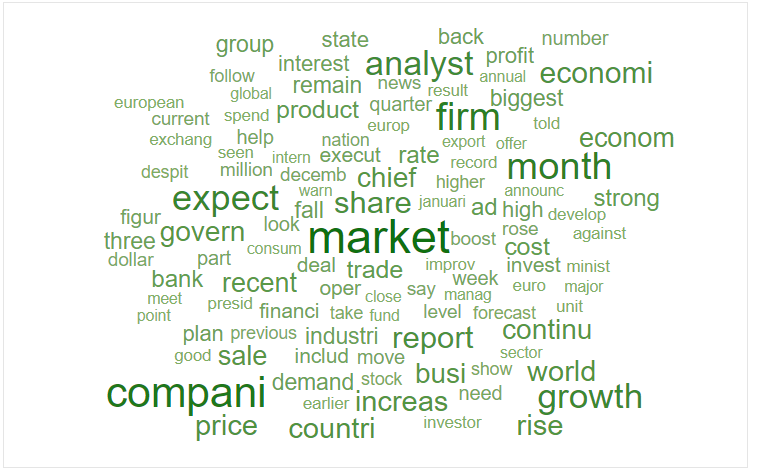 group state back number
interest analyst profit
follow remain news annual economi
global result
european product quarter biggest
current spend europ firm told
exchang help nation export offer econom
seen intern execut rate record month
despit million decemb chief higher
warn announc
expect share januari ad high strong
figur fall develop
three govern look market boost rose against
dollar part consum cost
deal trade improv invest minist
bank recent oper say week euro major
meet presid financi close manag
point take fund level forecast unit
plan previous industri report continu
good sale includ move sector
compani demand stock busi show world
earlier increas need growth
price countri investor rise